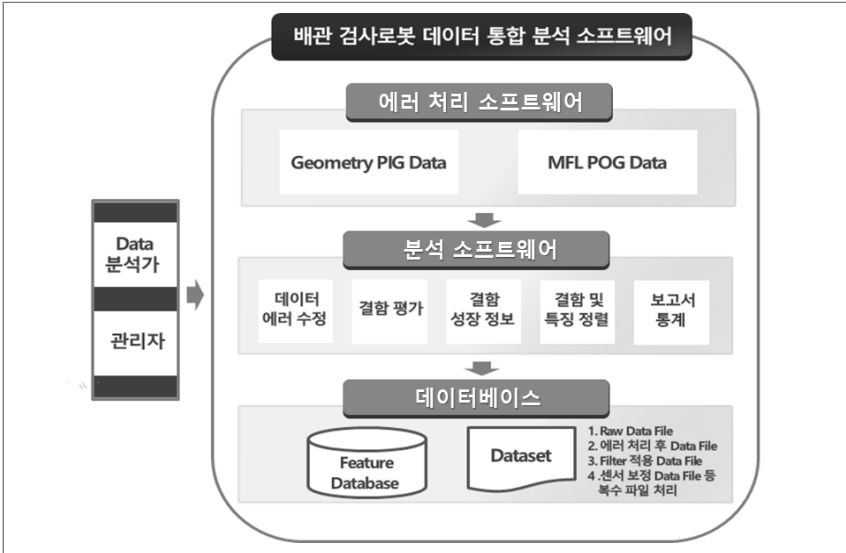 배관 검사로봇 데이터 통합 분석 소프트웨어
에러 처리 소프트웨어
Geometry PIG Data
MFL POG Data
Data
분석가
관리자
분석 소프트웨어
데이터
에러 수정
결함 평가
결함
성장 정보
결함 및
특징 정렬
보고서
통계
데이터베이스
Feature
Database
Dataset
1. Raw Data File
2. 에러 처리 후 Data File
3. Filter 적용 Data File
4 .센서 보정 Data File 등
복수 파일 처리